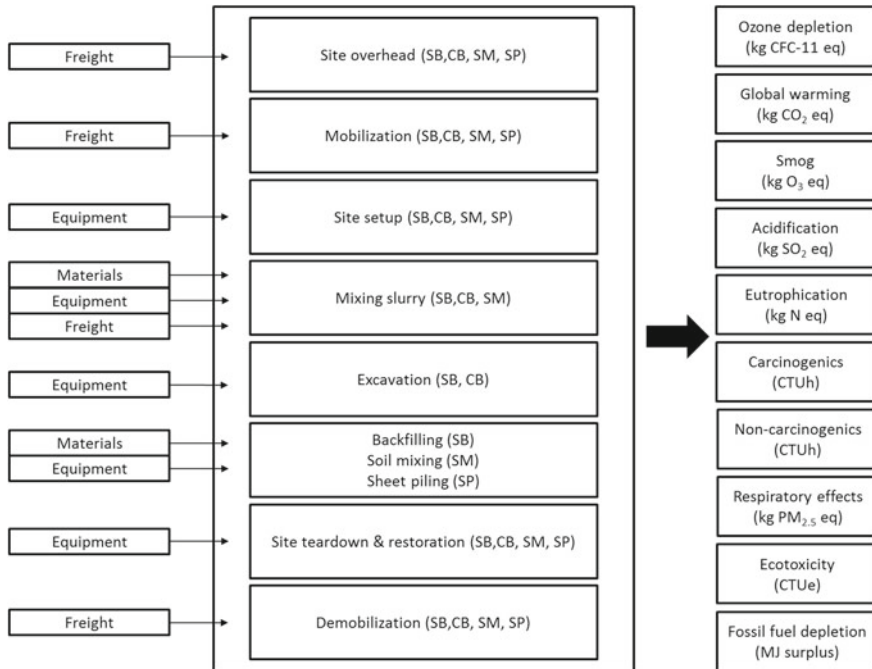 Freight
Site overhead (SB,CB, SM, SP)
Freight
Mobilization (SB,CB, SM, SP)
Equipment
Site setup (SB,CB, SM, SP)
Materials
Equipment
Freight
Mixing slurry (SB,CB, SM)
Equipment
Excavation (SB, CB)
Materials
Equipment
Backfilling (SB)
Soil mixing (SM)
Sheet piling (SP)
Equipment
Site teardown & restoration (SB,CB, SM, SP)
Freight
Demobilization (SB,CB, SM, SP)
Ozone depletion
(kg CFC-11 eq)
Global warming
(kg CO₂ eq)
Smog
(kg O₃ eq)
Acidification
(kg SO₂ eq)
Eutrophication
(kg N eq)
Carcinogenics
(CTUh)
Non-carcinogenics
(CTUh)
Respiratory effects
(kg PM₂.₅ eq)
Ecotoxicity
(CTUe)
Fossil fuel depletion
(MJ surplus)